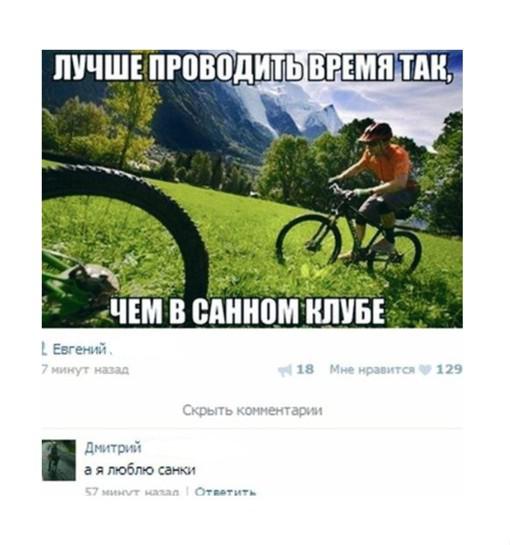 ЛУЧШЕ ПРОВОДИТЬ ВРЕМЯ ТАК,
ЧЕМ В САННОМ КЛУБЕ
Евгений
7 минут назад
18 Мне нравится 129
Скрыть комментарии
Дмитрий
а я люблю санки
57 минут назад | Ответить